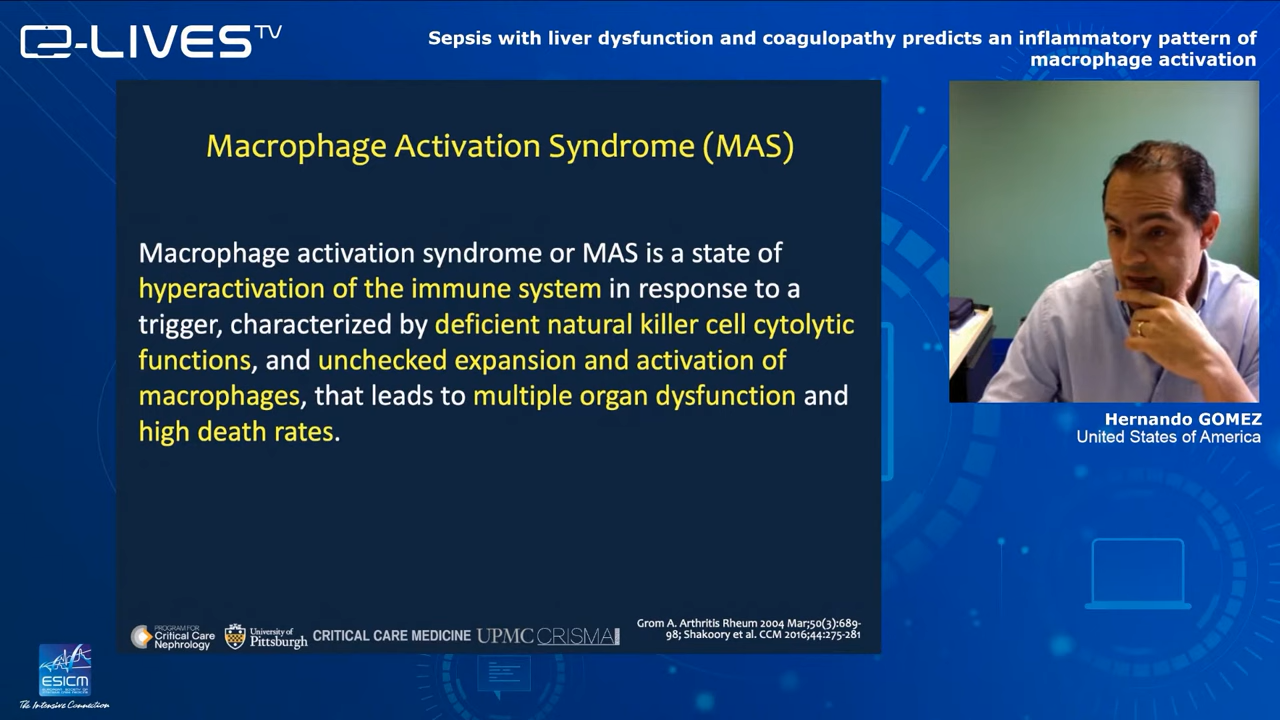 e-LIVES TV
Sepsis with liver dysfunction and coagulopathy predicts an inflammatory pattern of
macrophage activation
Macrophage Activation Syndrome (MAS)
Macrophage activation syndrome or MAS is a state of
hyperactivation of the immune system in response to a
trigger, characterized by deficient natural killer cell cytolytic
functions, and unchecked expansion and activation of
macrophages, that leads to multiple organ dysfunction and
high death rates.
Hernando GOMEZ
United States of America
PROGRAM FOR
Critical Care
Nephrology
University of
Pittsburgh
CRITICAL CARE MEDICINE
UPMC
CRISMA
Grom A. Arthritis Rheum 2004 Mar;50(3):689-
98; Shakoory et al. CCM 2016;44:275-281
ESICM
The Intensive Connection